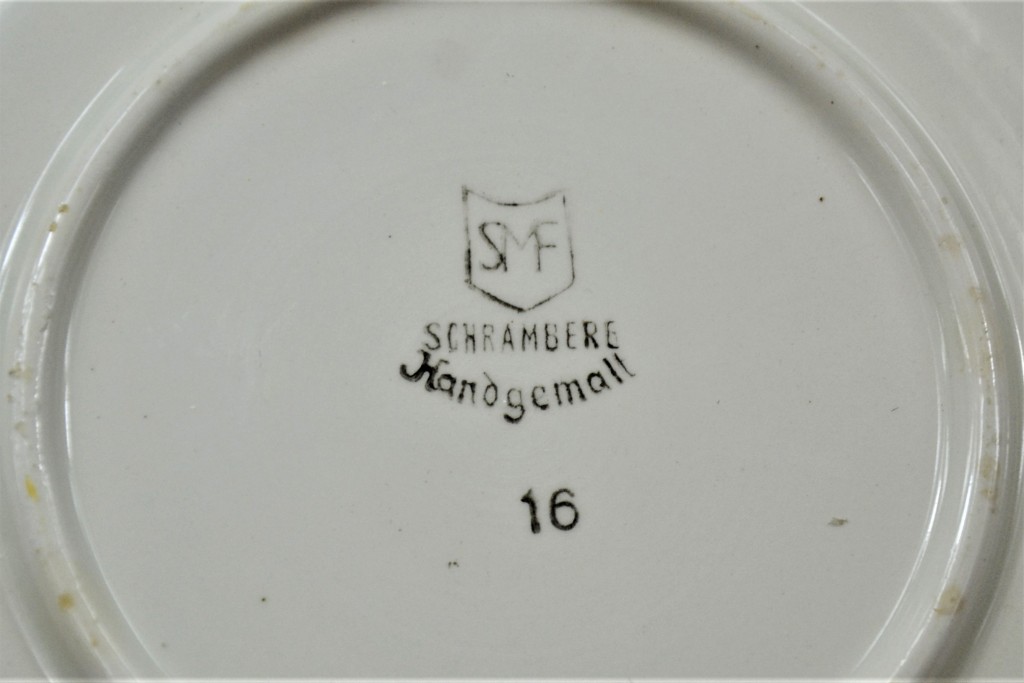 SMF
SCHRAMBERG
Handgemalt
16